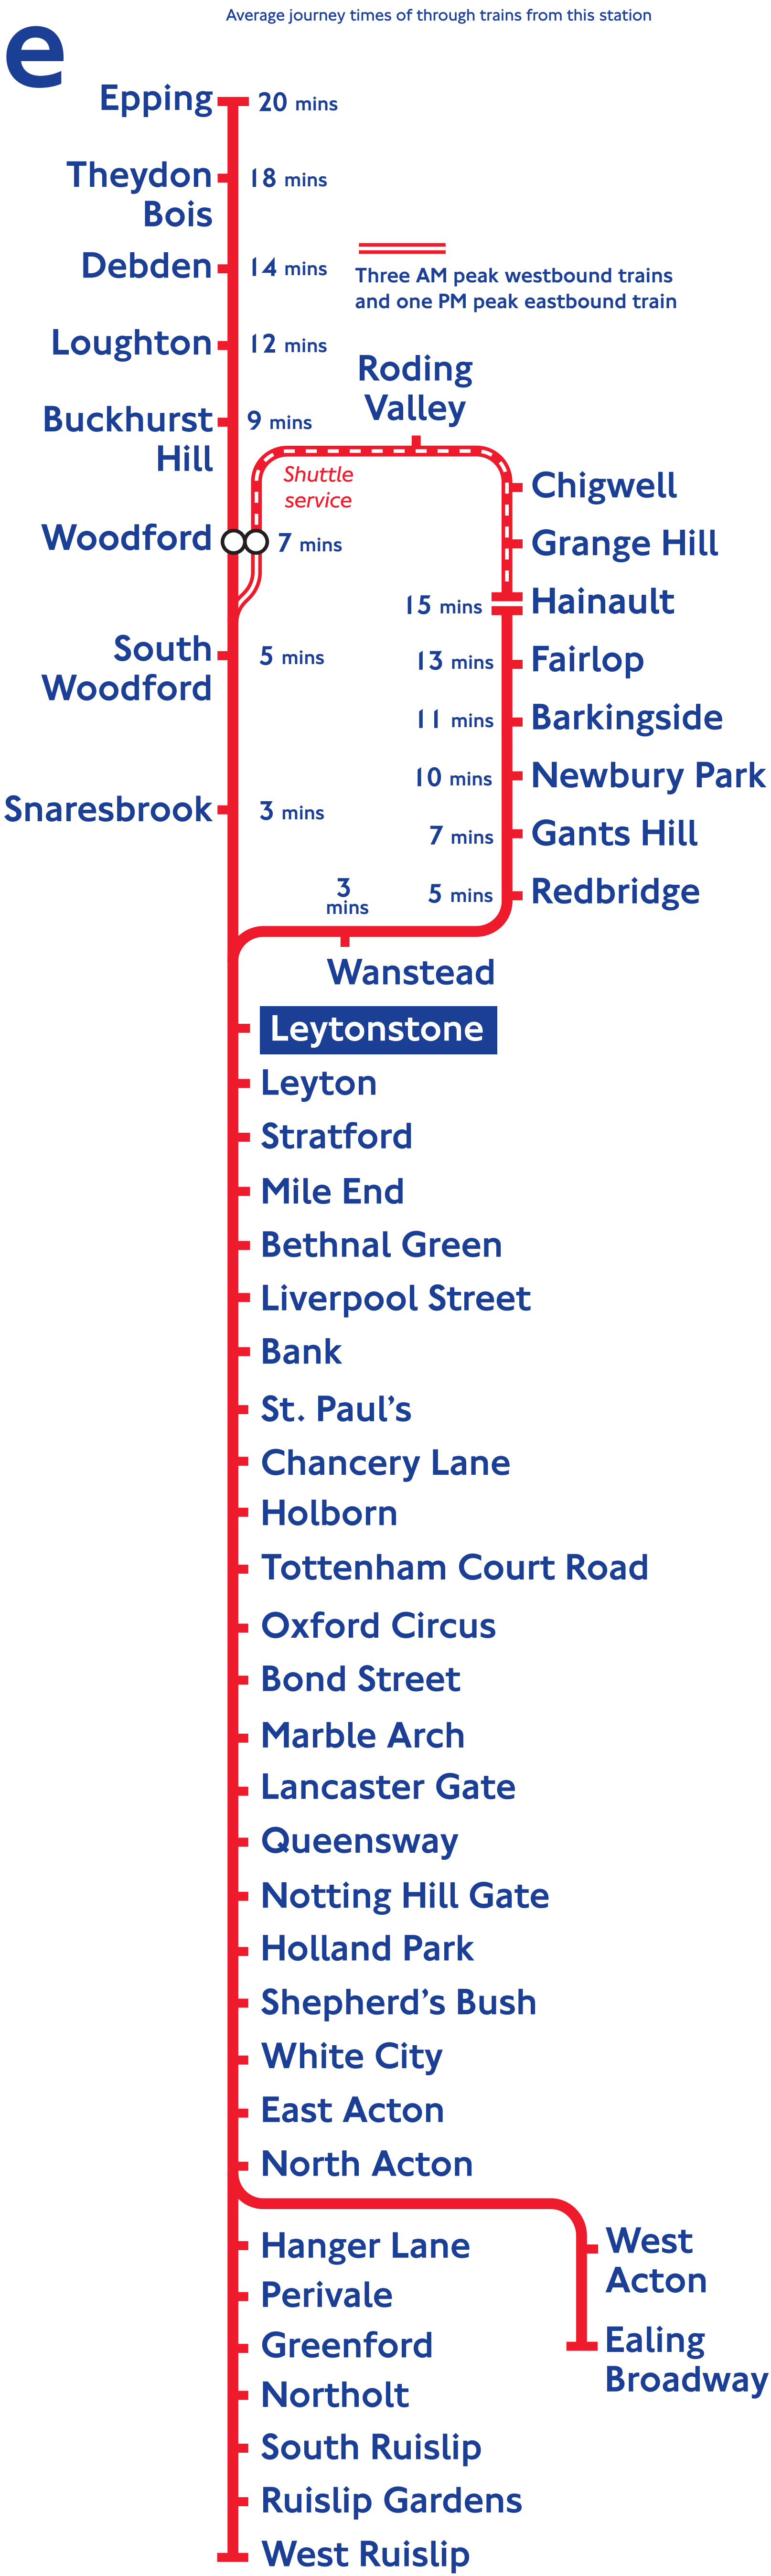 Average journey times of through trains from this station
e
Epping
20 mins
Theydon
Bois
18 mins
Debden
14 mins
Three AM peak westbound trains
and one PM peak eastbound train
Loughton
12 mins
Roding
Valley
Buckhurst
Hill
9 mins
Shuttle
service
Chigwell
Woodford
7 mins
Grange Hill
15 mins
Hainault
South
Woodford
5 mins
13 mins
Fairlop
11 mins
Barkingside
10 mins
Newbury Park
Snaresbrook
3 mins
7 mins
Gants Hill
3
mins
5 mins
Redbridge
Wanstead
Leytonstone
Leyton
Stratford
Mile End
Bethnal Green
Liverpool Street
Bank
St. Paul’s
Chancery Lane
Holborn
Tottenham Court Road
Oxford Circus
Bond Street
Marble Arch
Lancaster Gate
Queensway
Notting Hill Gate
Holland Park
Shepherd’s Bush
White City
East Acton
North Acton
Hanger Lane
West
Acton
Perivale
Greenford
Ealing
Broadway
Northolt
South Ruislip
Ruislip Gardens
West Ruislip